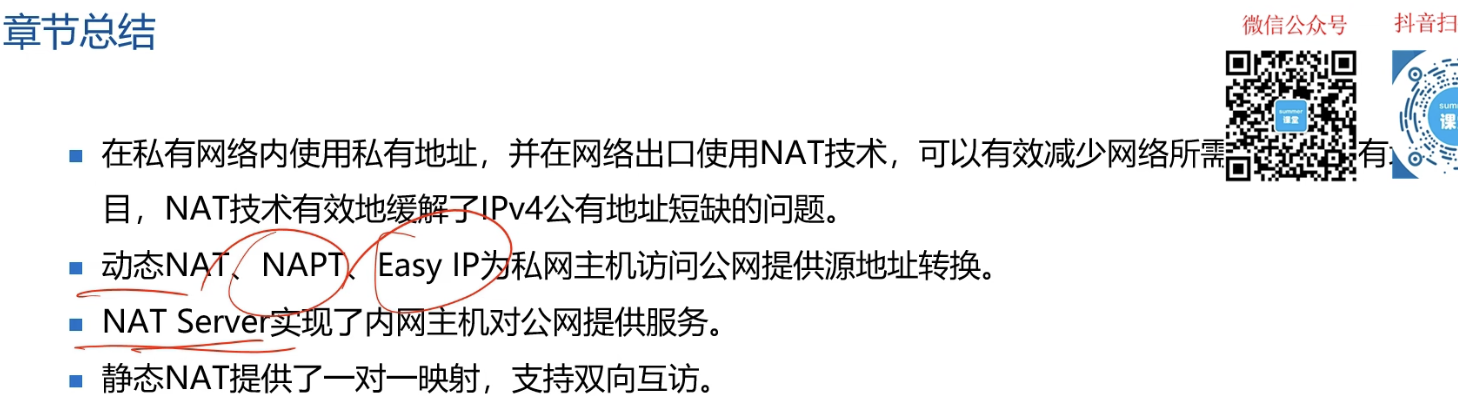 章节总结
微信公众号
抖音扫
summer
课堂
sum
课
在私有网络内使用私有地址，并在网络出口使用NAT技术，可以有效减少网络所需 有
目，NAT技术有效地缓解了IPv4公有地址短缺的问题。
动态NAT、NAPT、Easy IP为私网主机访问公网提供源地址转换。
NAT Server实现了内网主机对公网提供服务。
静态NAT提供了一对一映射，支持双向互访。